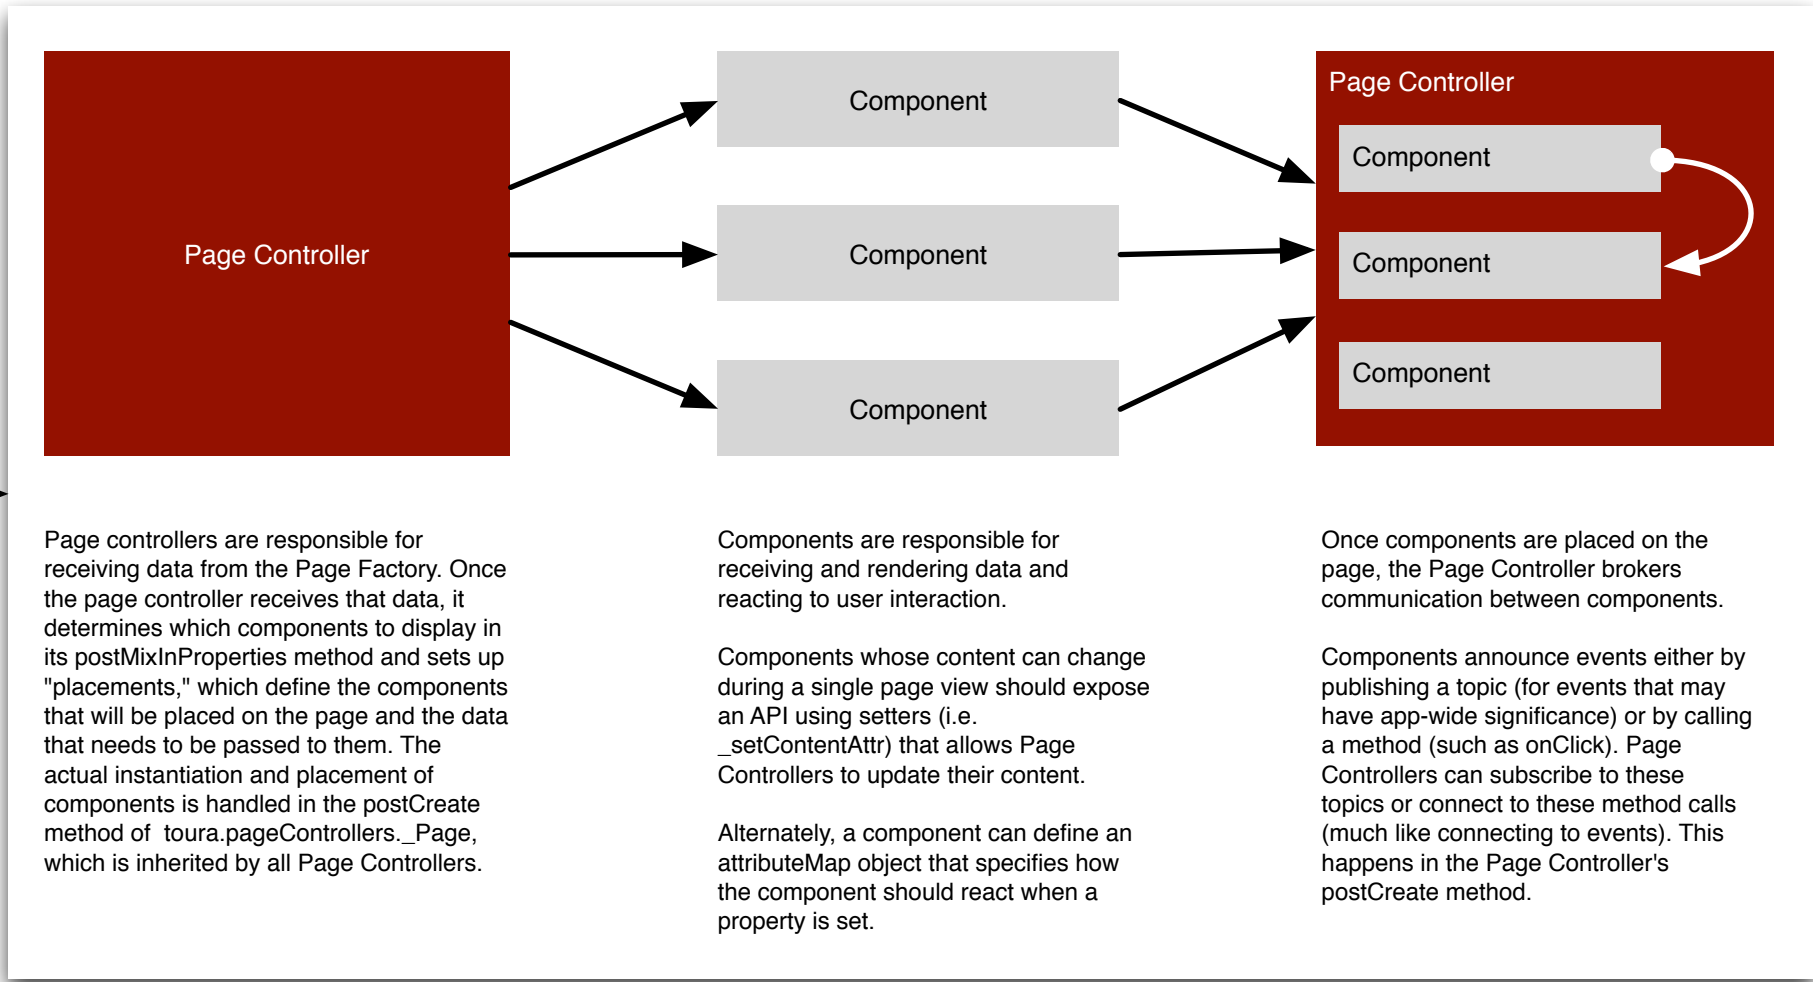 Page Controller
Component
Component
Component
Page Controller
Component
Component
Component
Page controllers are responsible for
receiving data from the Page Factory. Once
the page controller receives that data, it
determines which components to display in
its postMixInProperties method and sets up
"placements," which define the components
that will be placed on the page and the data
that needs to be passed to them. The
actual instantiation and placement of
components is handled in the postCreate
method of  toura.pageControllers._Page,
which is inherited by all Page Controllers.
Components are responsible for
receiving and rendering data and
reacting to user interaction.
Components whose content can change
during a single page view should expose
an API using setters (i.e.
_setContentAttr) that allows Page
Controllers to update their content.
Alternately, a component can define an
attributeMap object that specifies how
the component should react when a
property is set.
Once components are placed on the
page, the Page Controller brokers
communication between components.
Components announce events either by
publishing a topic (for events that may
have app-wide significance) or by calling
a method (such as onClick). Page
Controllers can subscribe to these
topics or connect to these method calls
(much like connecting to events). This
happens in the Page Controller's
postCreate method.